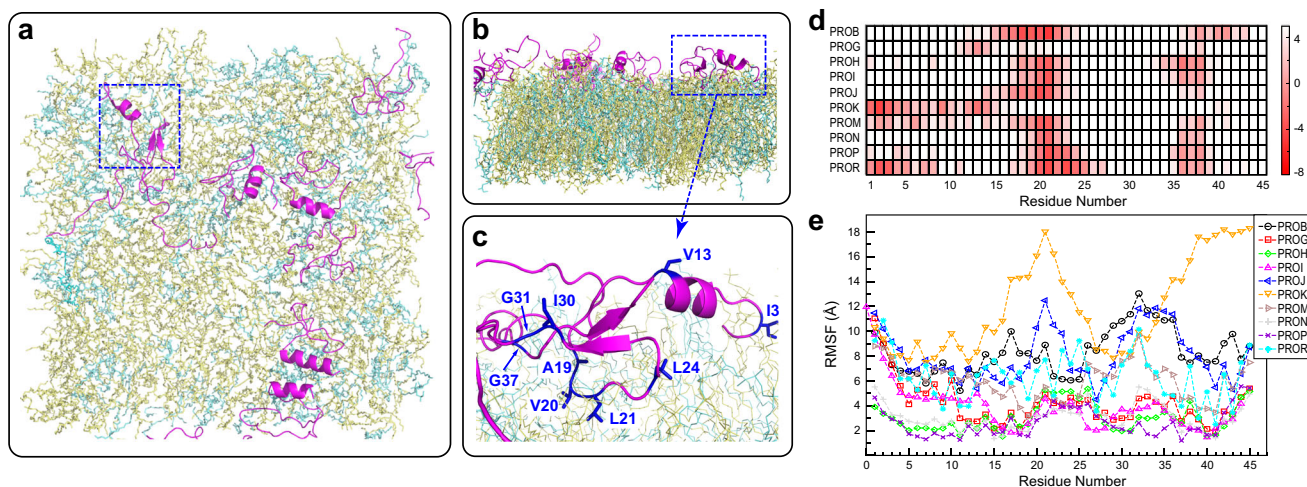 a
b
c
V13
G31
I30
I3
A19
L24
G37
V20
L21
d
PROB
PROG
PROH
PROI
PROJ
PROK
PROM
PRON
PROP
PROR
1 5 10 15 20 25 30 35 40 45
Residue Number
4
0
-4
-8
e
RMSF (Å)
18
16
14
12
10
8
6
4
2
0 5 10 15 20 25 30 35 40 45
Residue Number
PROB
PROG
PROH
PROI
PROJ
PROK
PROM
PRON
PROP
PROR